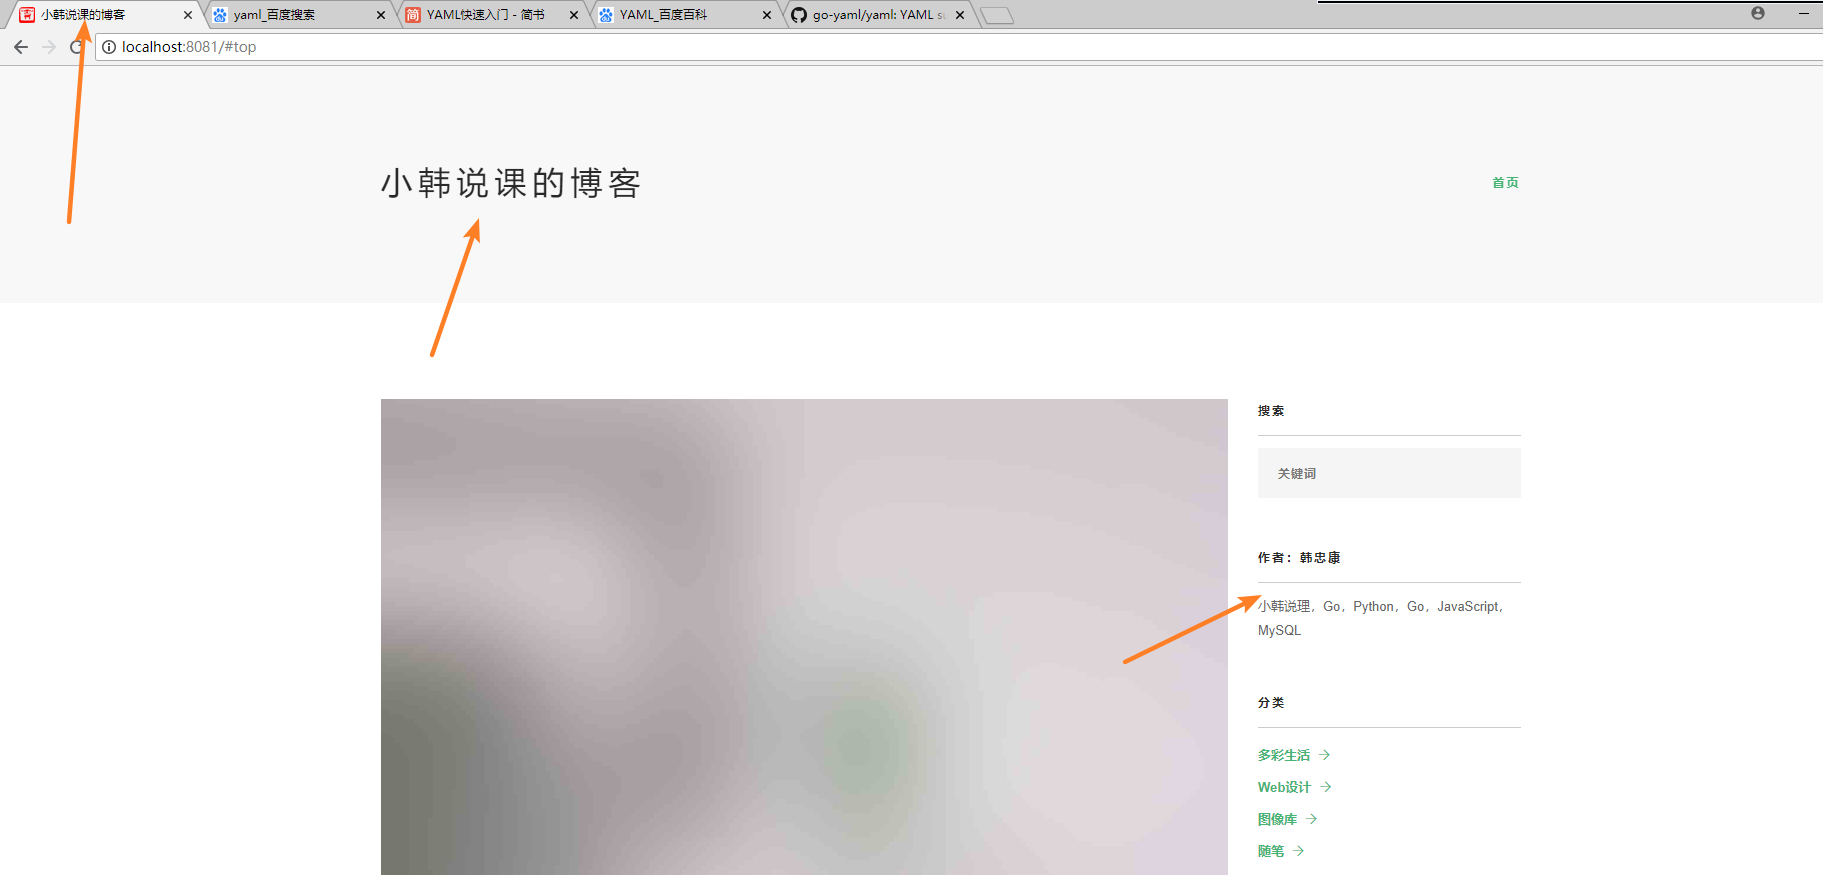 小韩说课的博客
yaml_百度搜索
YAML快速入门 - 简书
YAML_百度百科
go-yaml/yaml: YAML su
localhost:8081/#top
小韩说课的博客
首页
搜索
关键词
作者：韩忠康
小韩说理，Go，Python，Go，JavaScript，
MySQL
分类
多彩生活
Web设计
图像库
随笔